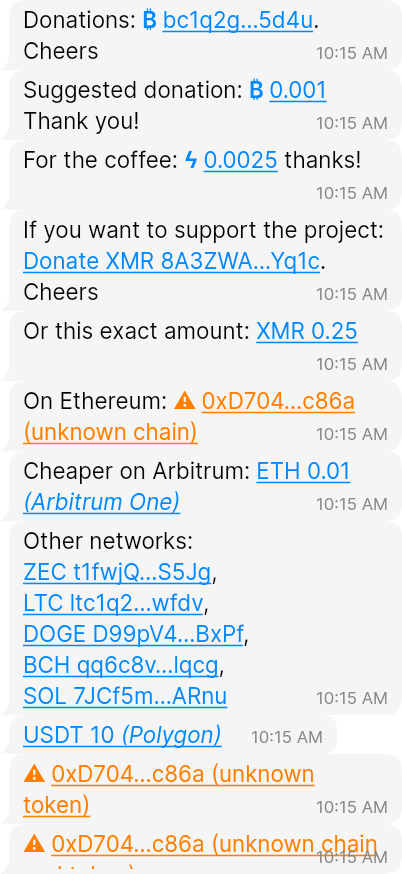 Donations: ₿ bc1q2g...5d4u.
Cheers 10:15 AM
Suggested donation: ₿ 0.001
Thank you! 10:15 AM
For the coffee: ϟ 0.0025 thanks!
10:15 AM
If you want to support the project:
Donate XMR 8A3ZWA...Yq1c.
Cheers 10:15 AM
Or this exact amount: XMR 0.25
10:15 AM
On Ethereum: ⚠ 0xD704...c86a
(unknown chain) 10:15 AM
Cheaper on Arbitrum: ETH 0.01
(Arbitrum One) 10:15 AM
Other networks:
ZEC t1fwjQ...S5Jg,
LTC ltc1q2...wfdv,
DOGE D99pV4...BxPf,
BCH qq6c8v...lqcg,
SOL 7JCf5m...ARnu 10:15 AM
USDT 10 (Polygon) 10:15 AM
⚠ 0xD704...c86a (unknown
token) 10:15 AM
⚠ 0xD704...c86a (unknown chain
10:15 AM